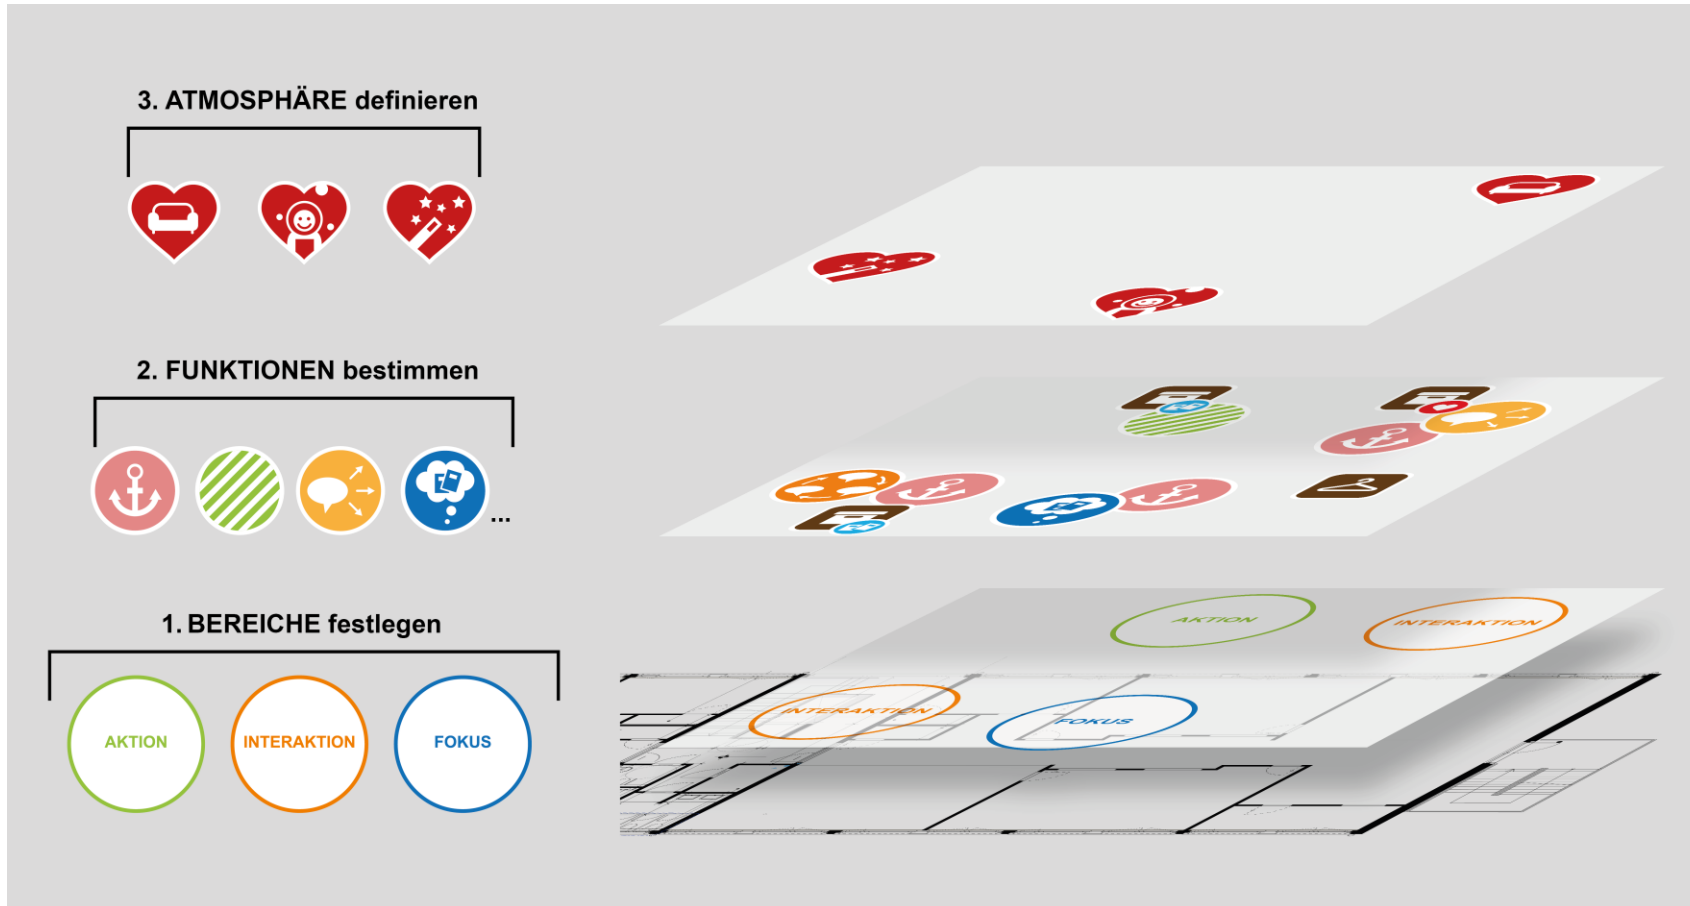 3. ATMOSPHÄRE definieren
2. FUNKTIONEN bestimmen
...
1. BEREICHE festlegen
AKTION
INTERAKTION
FOKUS
AKTION
INTERAKTION
INTERAKTION
FOKUS